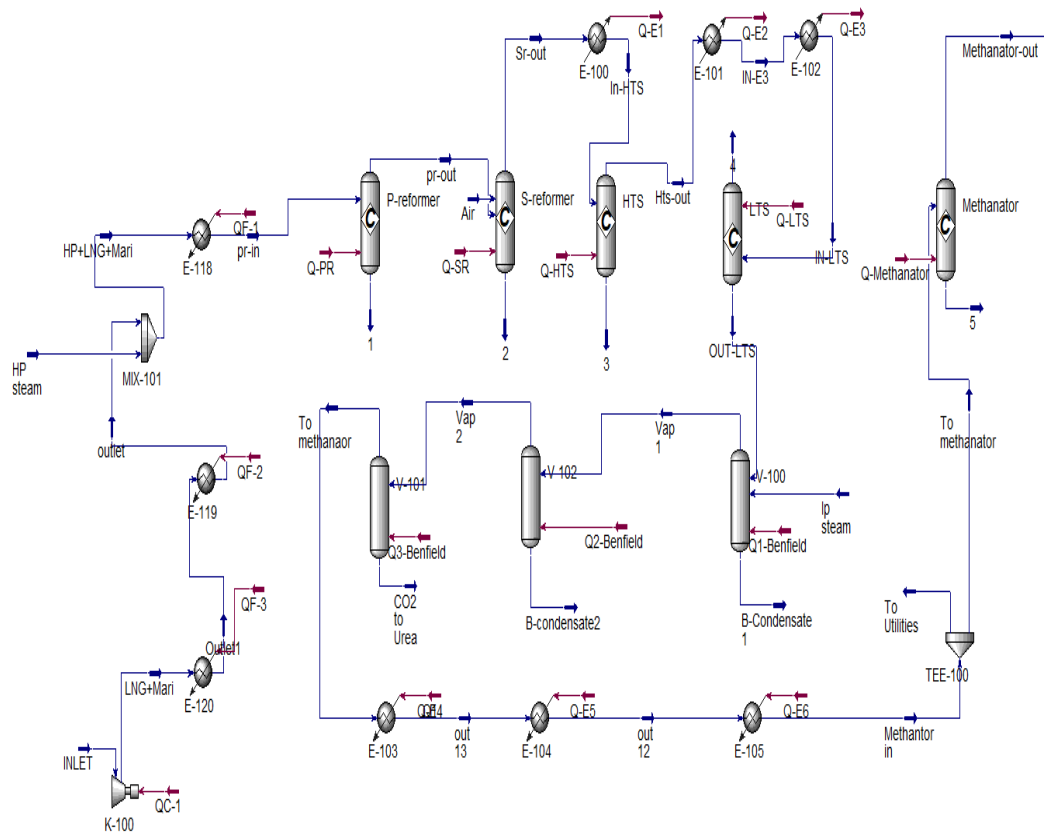 Q-E1
Q-E2
Q-E3
Sr-out
E-100
In-HTS
E-101
IN-E3
E-102
Methanator-out
pr-out
P-reformer
Air
S-reformer
HTS
Hts-out
4
LTS
Q-LTS
Methanator
HP+LNG+Mari
QF-1
E-118
pr-in
Q-PR
Q-SR
Q-HTS
IN-LTS
Q-Methanator
C
C
C
C
C
1
2
3
OUT-LTS
5
HP
steam
MIX-101
To
methanaor
Vap
2
Vap
1
To
methanator
outlet
QF-2
E-119
V-101
V-102
V-100
lp
steam
Q3-Benfield
Q2-Benfield
Q1-Benfield
CO2
to
Urea
B-condensate2
B-Condensate
1
To
Utilities
QF-3
Outlet1
LNG+Mari
E-120
TEE-100
Q-E4
Q-E5
Q-E6
E-103
out
13
E-104
out
12
E-105
Methantor
in
INLET
QC-1
K-100